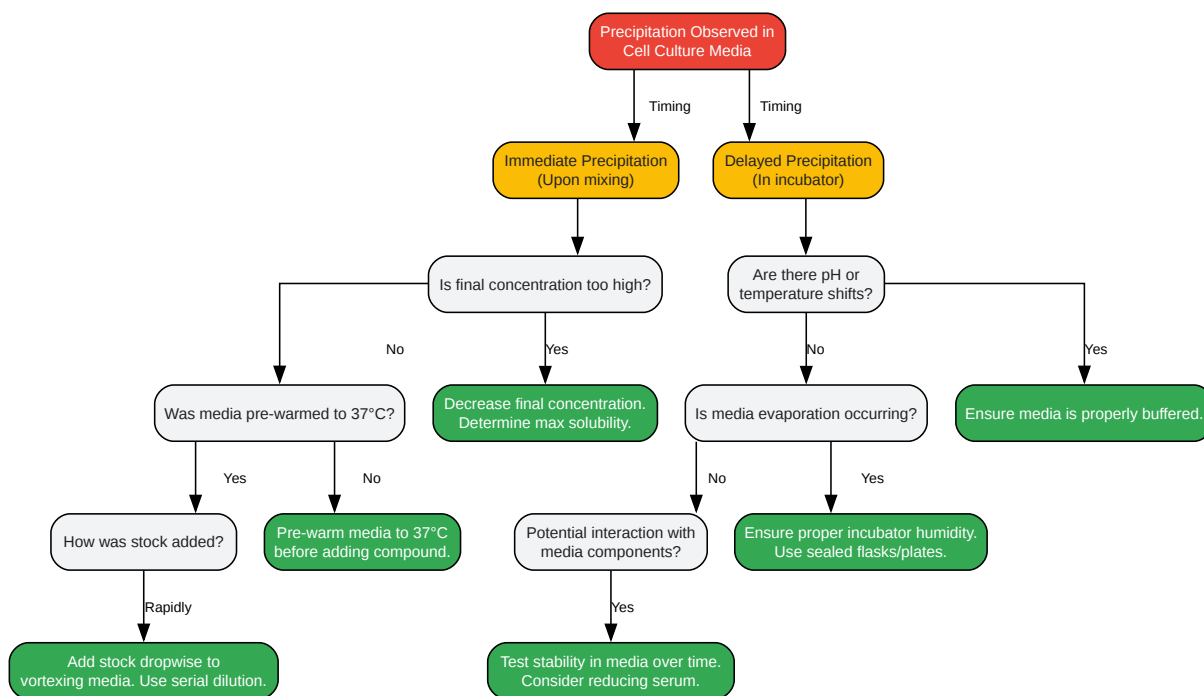 Precipitation Observed in
Cell Culture Media
Timing
Timing
Immediate Precipitation
(Upon mixing)
Delayed Precipitation
(In incubator)
Is final concentration too high?
Are there pH or
temperature shifts?
No
Yes
No
Yes
Was media pre-warmed to 37°C?
Decrease final concentration.
Determine max solubility.
Is media evaporation occurring?
Ensure media is properly buffered.
Yes
No
No
Yes
How was stock added?
Pre-warm media to 37°C
before adding compound.
Potential interaction with
media components?
Ensure proper incubator humidity.
Use sealed flasks/plates.
Rapidly
Yes
Add stock dropwise to
vortexing media. Use serial dilution.
Test stability in media over time.
Consider reducing serum.